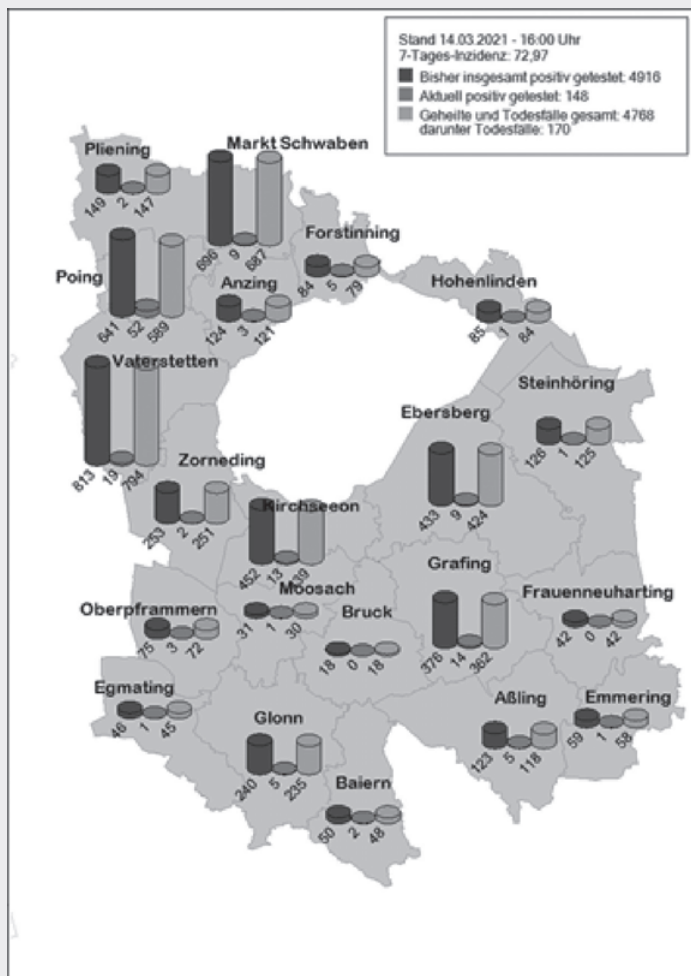 Stand 14.03.2021 - 16:00 Uhr
7-Tages-Inzidenz: 72,97
Bisher insgesamt positiv getestet: 4916
Aktuell positiv getestet: 148
Geheilte und Todesfälle gesamt: 4768
darunter Todesfälle: 170
Markt Schwaben
696 9 687
Pliening
149 2 147
Forstinning
84 5 79
Poing
641 52 589
Anzing
124 3 121
Hohenlinden
85 1 84
Vaterstetten
813 19 794
Steinhöring
126 1 125
Ebersberg
433 9 424
Zorneding
253 2 251
Kirchseeon
452 13 439
Grafing
376 14 362
Moosach
31 1 30
Frauenneuharting
42 0 42
Oberpframmern
75 3 72
Bruck
18 0 18
Egmating
46 1 45
Aßling
123 5 118
Emmering
59 1 58
Glonn
240 5 235
Baiern
50 2 48